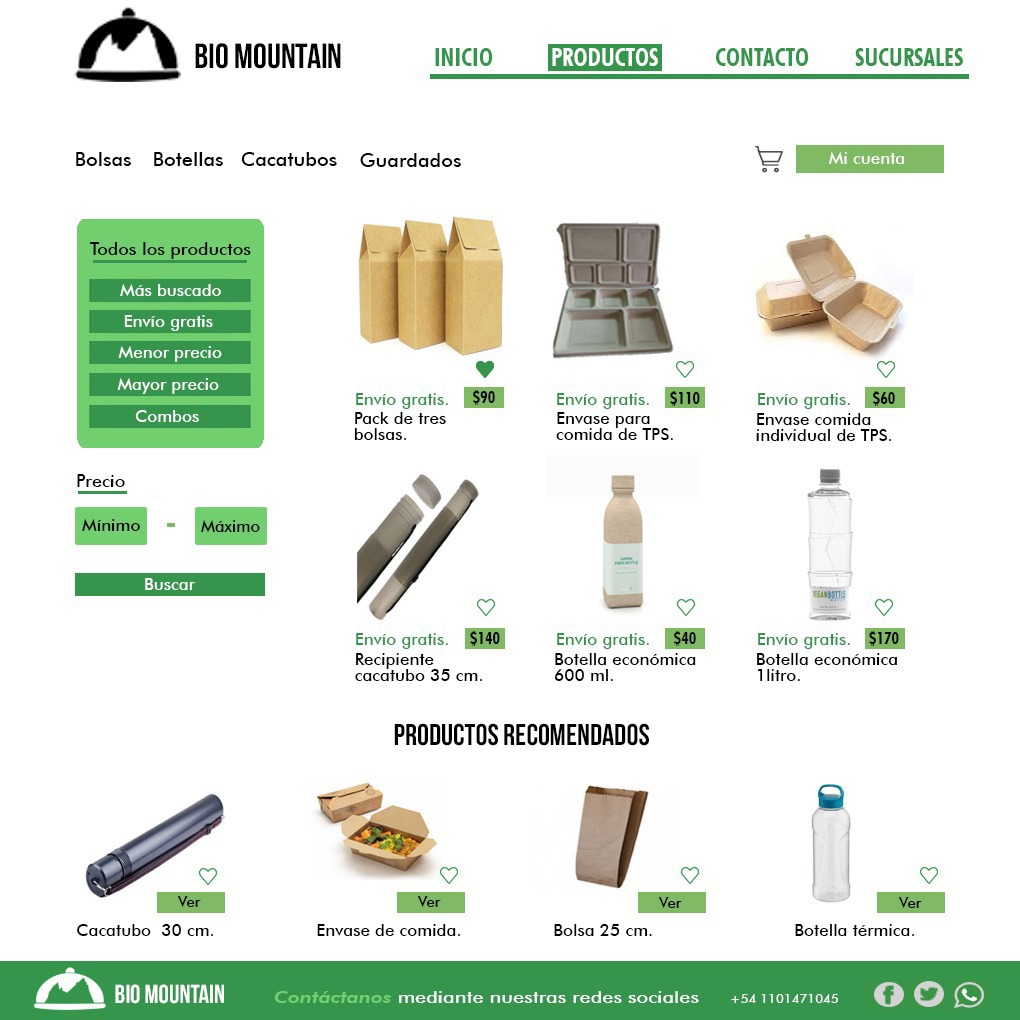 BIO MOUNTAIN
INICIO PRODUCTOS CONTACTO SUCURSALES
Bolsas Botellas Cacatubos Guardados
Mi cuenta
Todos los productos
Más buscado
Envío gratis
Menor precio
Mayor precio
Combos
Precio
Mínimo - Máximo
Buscar
Envío gratis. $90
Pack de tres
bolsas.
Envío gratis. $110
Envase para
comida de TPS.
Envío gratis. $60
Envase comida
individual de TPS.
Envío gratis. $140
Recipiente
cacatubo 35 cm.
Envío gratis. $40
Botella económica
600 ml.
VEGANBOTTLE
Envío gratis. $170
Botella económica
1litro.
PRODUCTOS RECOMENDADOS
Ver
Cacatubo 30 cm.
Ver
Envase de comida.
Ver
Bolsa 25 cm.
Ver
Botella térmica.
BIO MOUNTAIN
Contáctanos mediante nuestras redes sociales
+54 1101471045